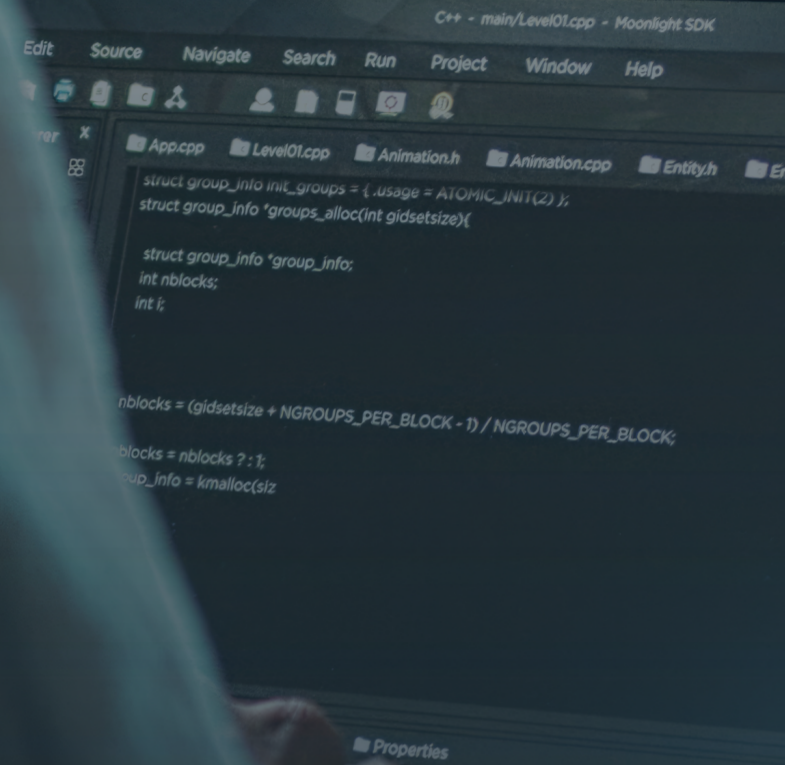 C++ - main/Level01.cpp - Moonlight SDK
Edit Source Navigate Search Run Project Window Help
rer X
App.cpp Level01.cpp Animation.h Animation.cpp Entity.h
struct group_info init_groups = { .usage = ATOMIC_INIT(2) };
struct group_info *groups_alloc(int gidsetsize){
struct group_info *group_info;
int nblocks;
int i;
nblocks = (gidsetsize + NGROUPS_PER_BLOCK - 1) / NGROUPS_PER_BLOCK;
blocks = nblocks ? : 1;
oup_info = kmalloc(siz
Properties